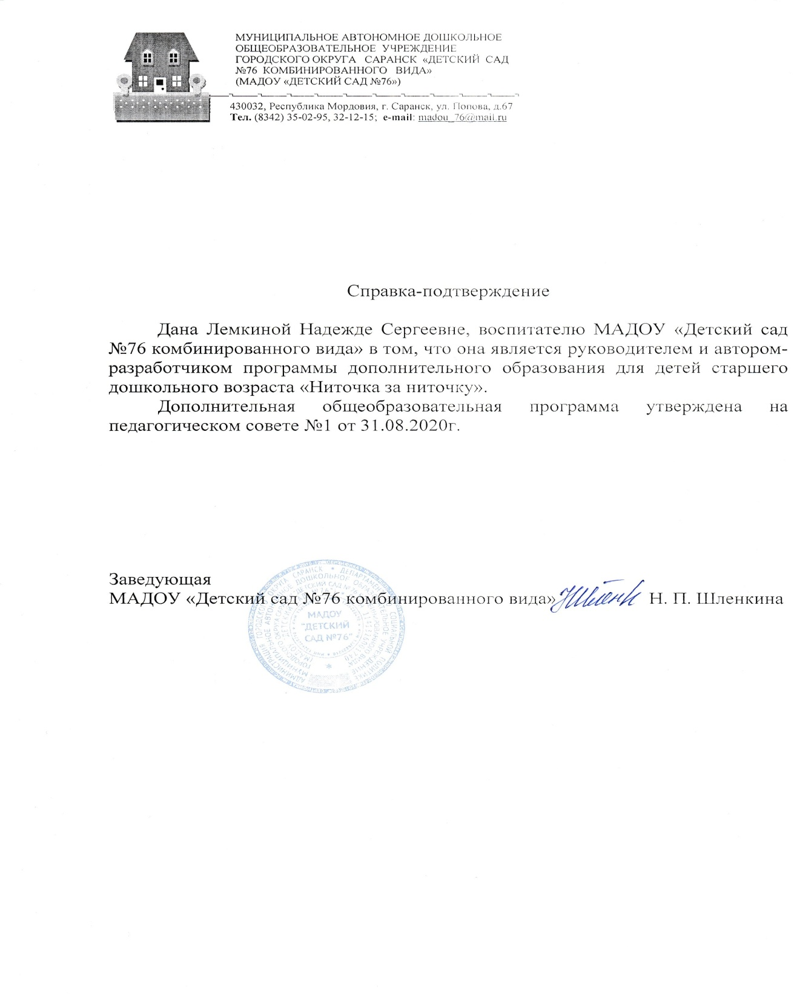 МУНИЦИПАЛЬНОЕ АВТОНОМНОЕ ДОШКОЛЬНОЕ
ОБЩЕОБРАЗОВАТЕЛЬНОЕ УЧРЕЖДЕНИЕ
ГОРОДСКОГО ОКРУГА САРАНСК «ДЕТСКИЙ САД
№76 КОМБИНИРОВАННОГО ВИДА»
(МАДОУ «ДЕТСКИЙ САД №76»)
430032, Республика Мордовия, г. Саранск, ул. Попова, д.67
Тел. (8342) 35-02-95, 32-12-15; e-mail: madou_76@mail.ru
Справка-подтверждение
Дана Лемкиной Надежде Сергеевне, воспитателю МАДОУ «Детский сад
№76 комбинированного вида» в том, что она является руководителем и автором-
разработчиком программы дополнительного образования для детей старшего
дошкольного возраста «Ниточка за ниточку».
Дополнительная общеобразовательная программа утверждена на
педагогическом совете №1 от 31.08.2020г.
Заведующая
МАДОУ «Детский сад №76 комбинированного вида» Н. П. Шленкина
МАДОУ
"ДЕТСКИЙ
САД №76"